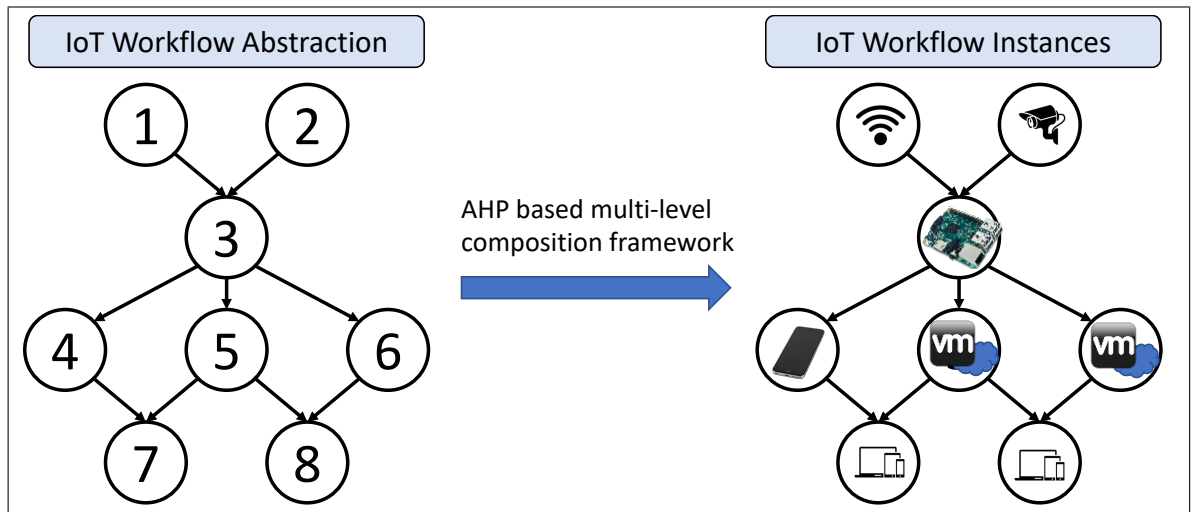 IoT Workflow Abstraction
IoT Workflow Instances
1
2
3
AHP based multi-level
composition framework
4
5
6
vm
vm
7
8